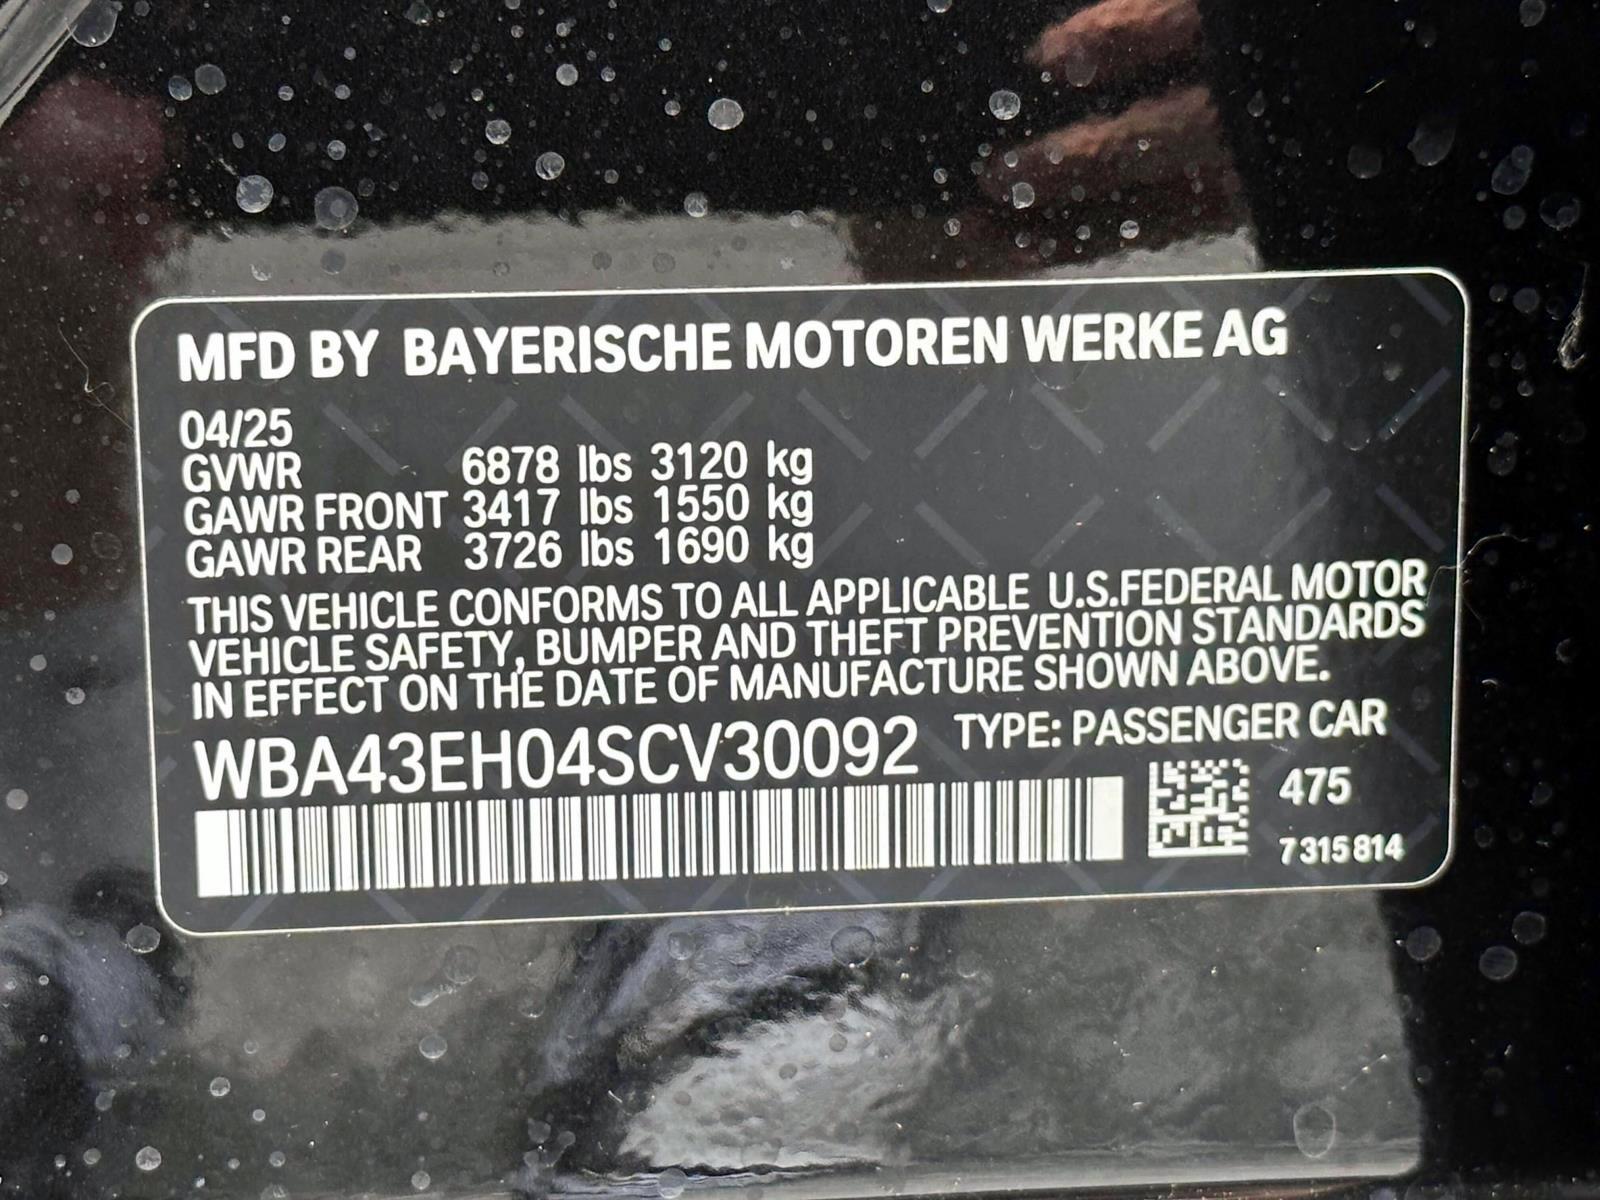 MFD BY BAYERISCHE MOTOREN WERKE AG
04/25
GVWR 6878 lbs 3120 kg
GAWR FRONT 3417 lbs 1550 kg
GAWR REAR 3726 lbs 1690 kg
THIS VEHICLE CONFORMS TO ALL APPLICABLE U.S.FEDERAL MOTOR
VEHICLE SAFETY, BUMPER AND THEFT PREVENTION STANDARDS
IN EFFECT ON THE DATE OF MANUFACTURE SHOWN ABOVE.
WBA43EH04SCV30092 TYPE: PASSENGER CAR
475
7315814